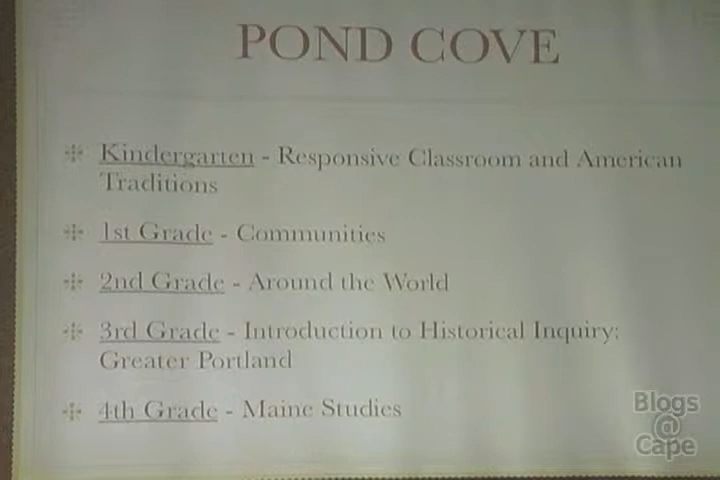 POND COVE
Kindergarten - Responsive Classroom and American
Traditions
1st Grade - Communities
2nd Grade - Around the World
3rd Grade - Introduction to Historical Inquiry:
Greater Portland
4th Grade - Maine Studies
Blogs
@
Cape